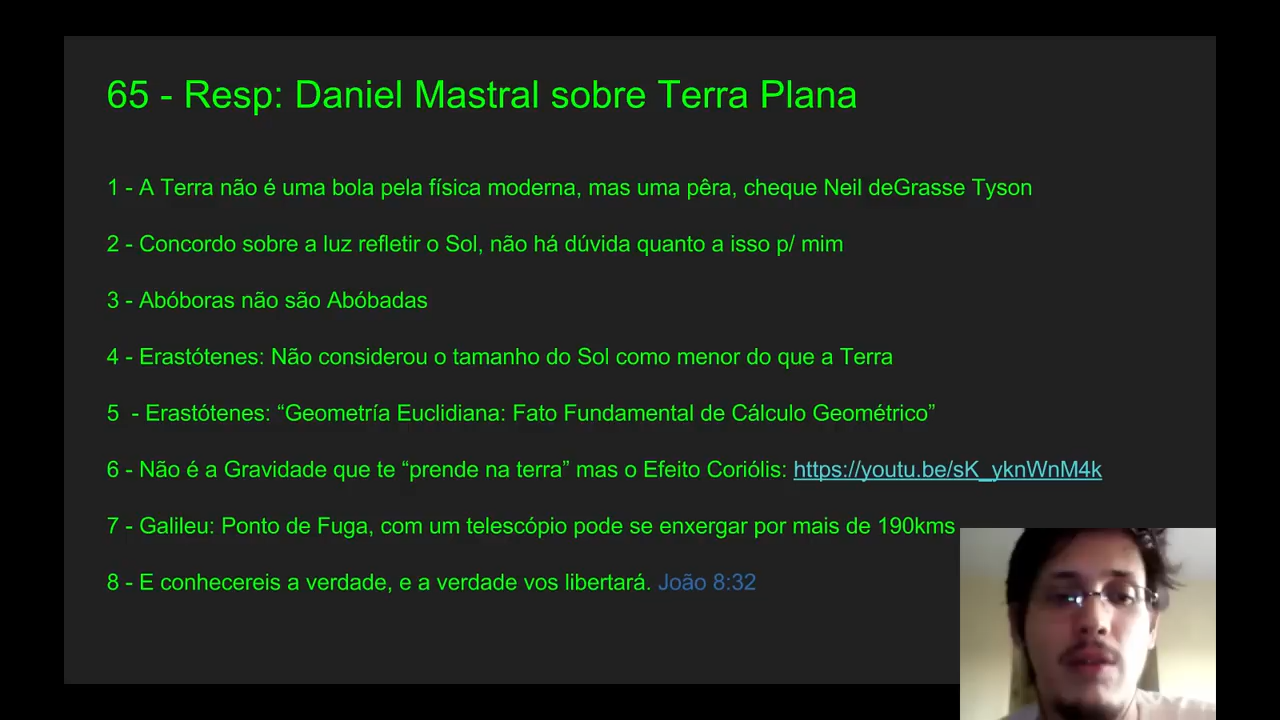 65 - Resp: Daniel Mastral sobre Terra Plana
1 - A Terra não é uma bola pela física moderna, mas uma pêra, cheque Neil deGrasse Tyson
2 - Concordo sobre a luz refletir o Sol, não há dúvida quanto a isso p/ mim
3 - Abóboras não são Abóbadas
4 - Erastótenes: Não considerou o tamanho do Sol como menor do que a Terra
5  - Erastótenes: “Geometría Euclidiana: Fato Fundamental de Cálculo Geométrico”
6 - Não é a Gravidade que te “prende na terra” mas o Efeito Coriólis: https://youtu.be/sK_yknWnM4k
7 - Galileu: Ponto de Fuga, com um telescópio pode se enxergar por mais de 190kms
8 - E conhecereis a verdade, e a verdade vos libertará. João 8:32